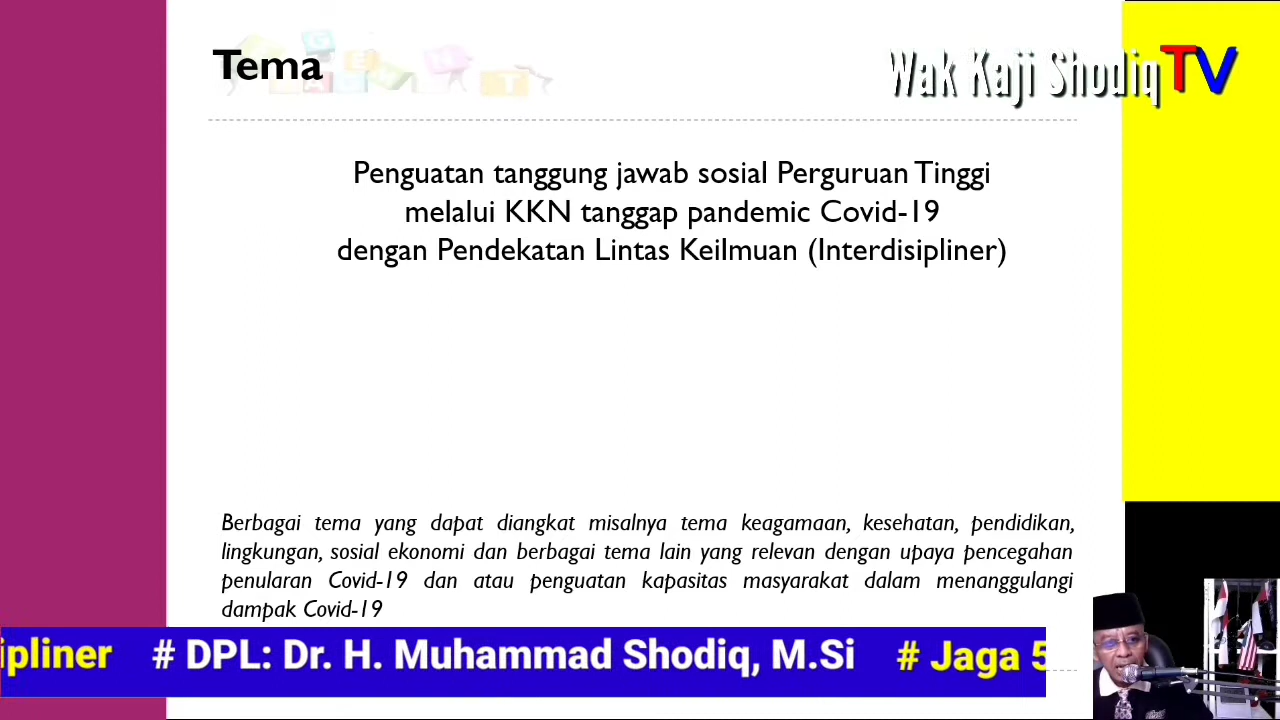 Tema
Wak Kaji Shodiq TV
Penguatan tanggung jawab sosial Perguruan Tinggi
melalui KKN tanggap pandemic Covid-19
dengan Pendekatan Lintas Keilmuan (Interdisipliner)
Berbagai tema yang dapat diangkat misalnya tema keagamaan, kesehatan, pendidikan,
lingkungan, sosial ekonomi dan berbagai tema lain yang relevan dengan upaya pencegahan
penularan Covid-19 dan atau penguatan kapasitas masyarakat dalam menanggulangi
dampak Covid-19
ipliner # DPL: Dr. H. Muhammad Shodiq, M.Si # Jaga 5